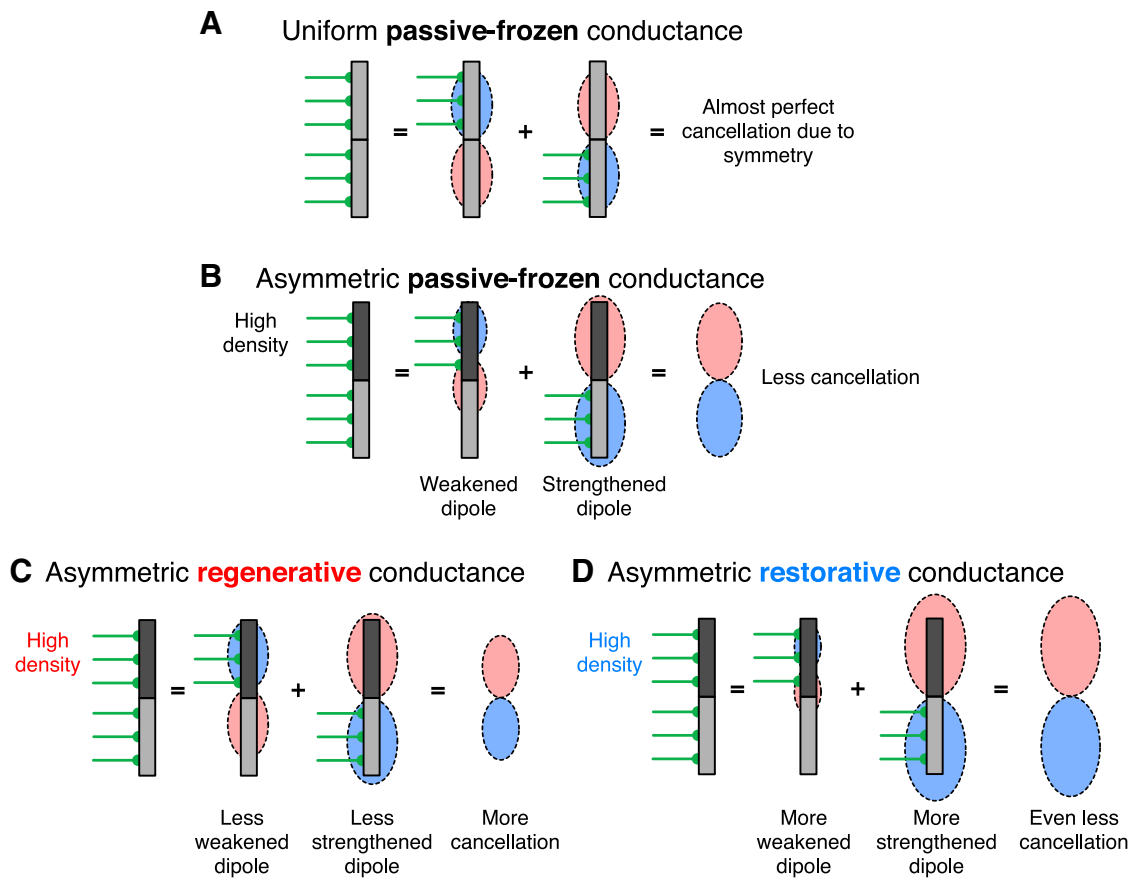 A Uniform passive-frozen conductance
= + = Almost perfect
cancellation due to
symmetry
B Asymmetric passive-frozen conductance
High
density
= + = Less cancellation
Weakened
dipole
Strengthened
dipole
C Asymmetric regenerative conductance
High
density
= + =
Less
weakened
dipole
Less
strengthened
dipole
More
cancellation
D Asymmetric restorative conductance
High
density
= + =
More
weakened
dipole
More
strengthened
dipole
Even less
cancellation